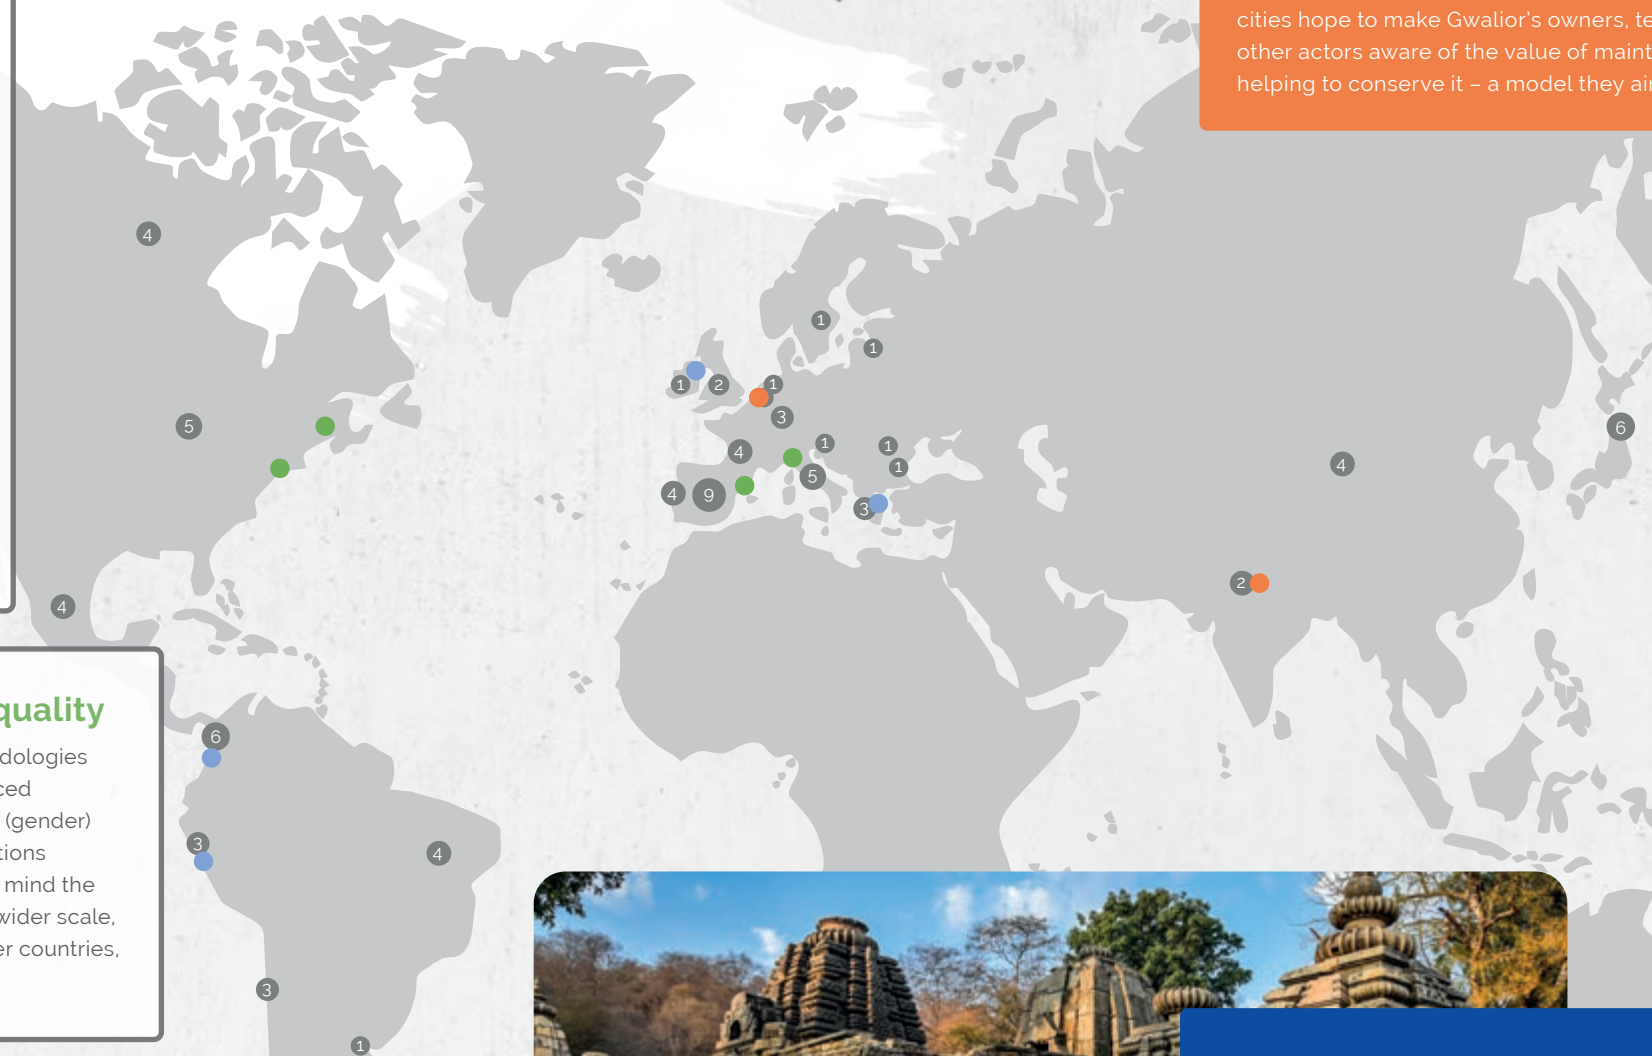 cities hope to make Gwalior's owners, te
other actors aware of the value of maint
helping to conserve it – a model they ai
4
1
1
1
2
1
3
5
4
1
1
1
6
4
5
4
9
3
4
2
4
quality
dologies
ced
(gender)
tions
mind the
wider scale,
er countries,
6
3
4
3
1